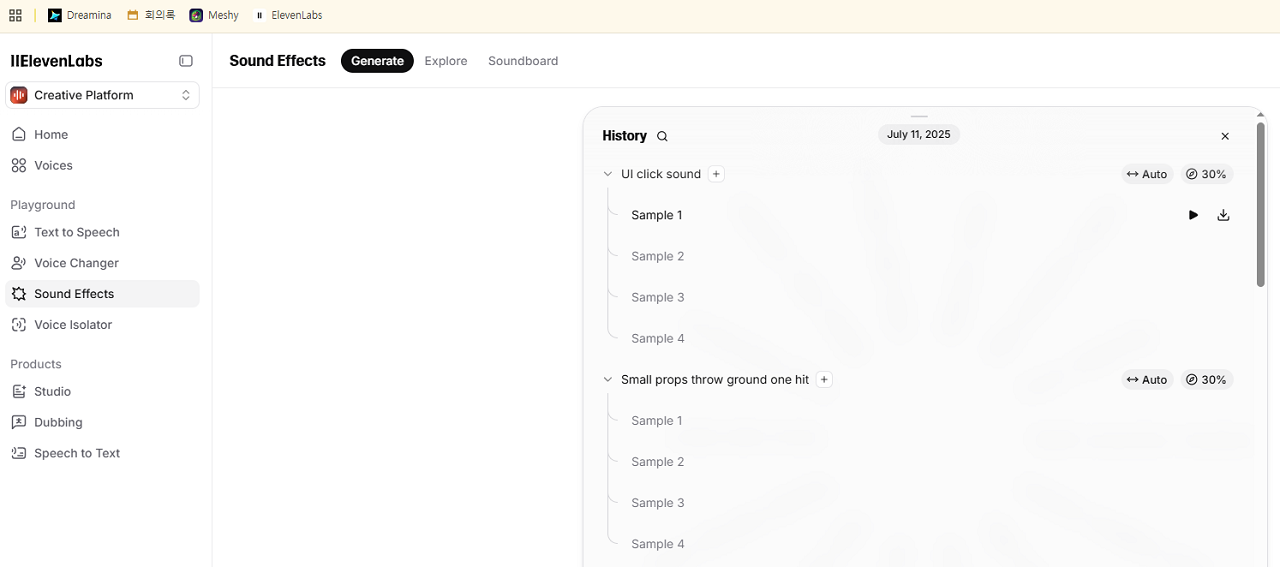 Dreamina
회의록
Meshy
ElevenLabs
IIElevenLabs
Creative Platform
Home
Voices
Playground
Text to Speech
Voice Changer
Sound Effects
Voice Isolator
Products
Studio
Dubbing
Speech to Text
Sound Effects
Generate
Explore
Soundboard
History
July 11, 2025
UI click sound
Auto
30%
Sample 1
Sample 2
Sample 3
Sample 4
Small props throw ground one hit
Auto
30%
Sample 1
Sample 2
Sample 3
Sample 4